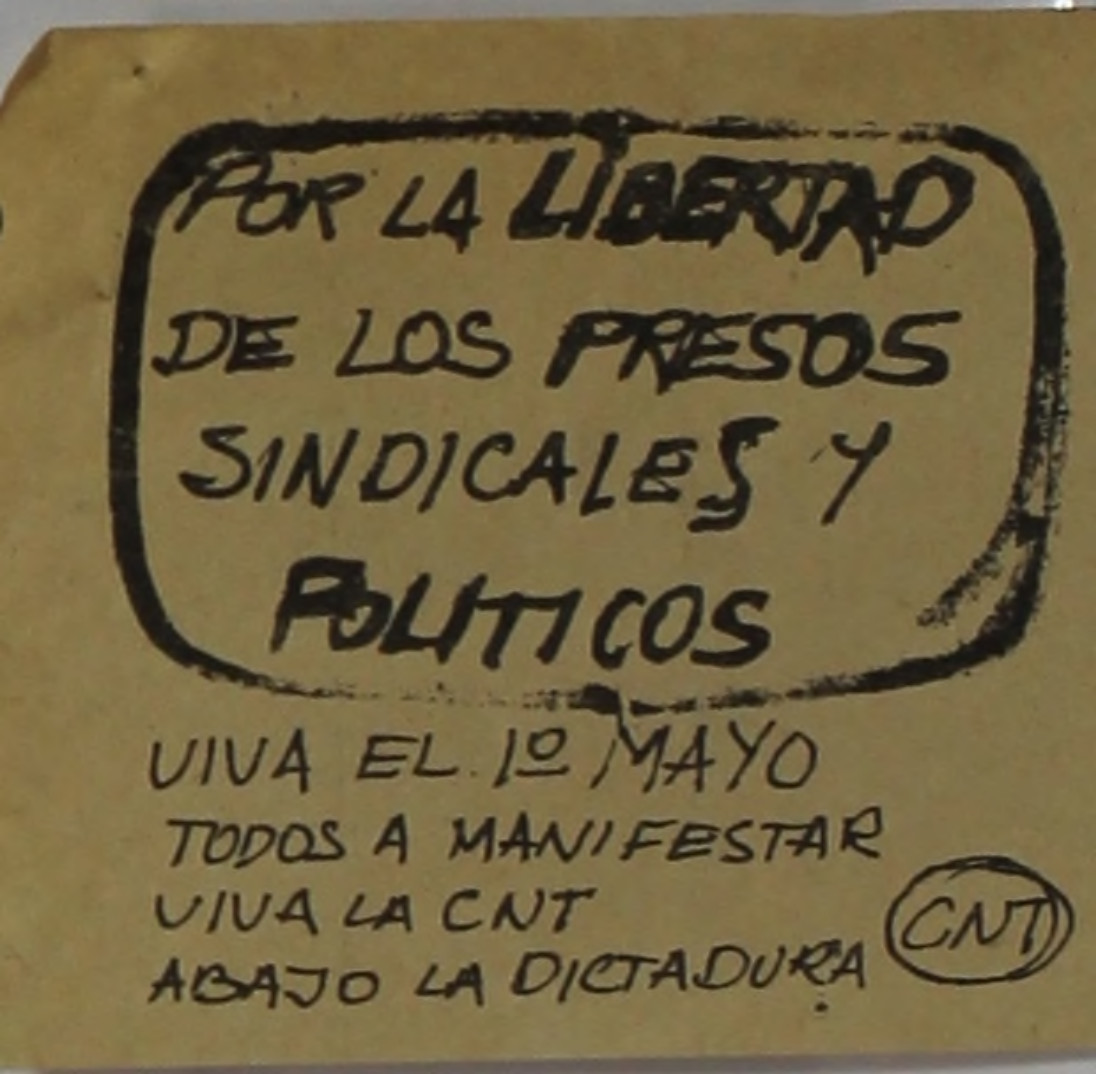 POR LA LIBERTAD
DE LOS PRESOS
SINDICALES Y
POLITICOS
VIVA EL 1º MAYO
TODOS A MANIFESTAR
VIVA LA CNT
ABAJO LA DICTADURA
CNT